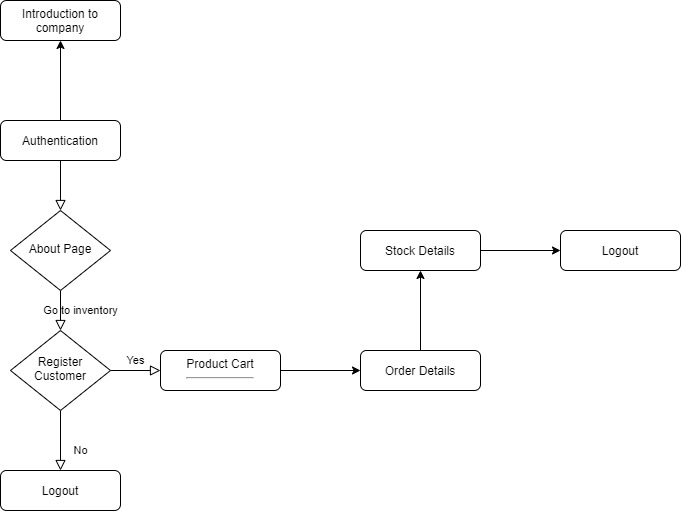 Introduction to
company
Authentication
About Page
Go to inventory
Register
Customer
Yes
Product Cart
Order Details
Stock Details
Logout
No
Logout